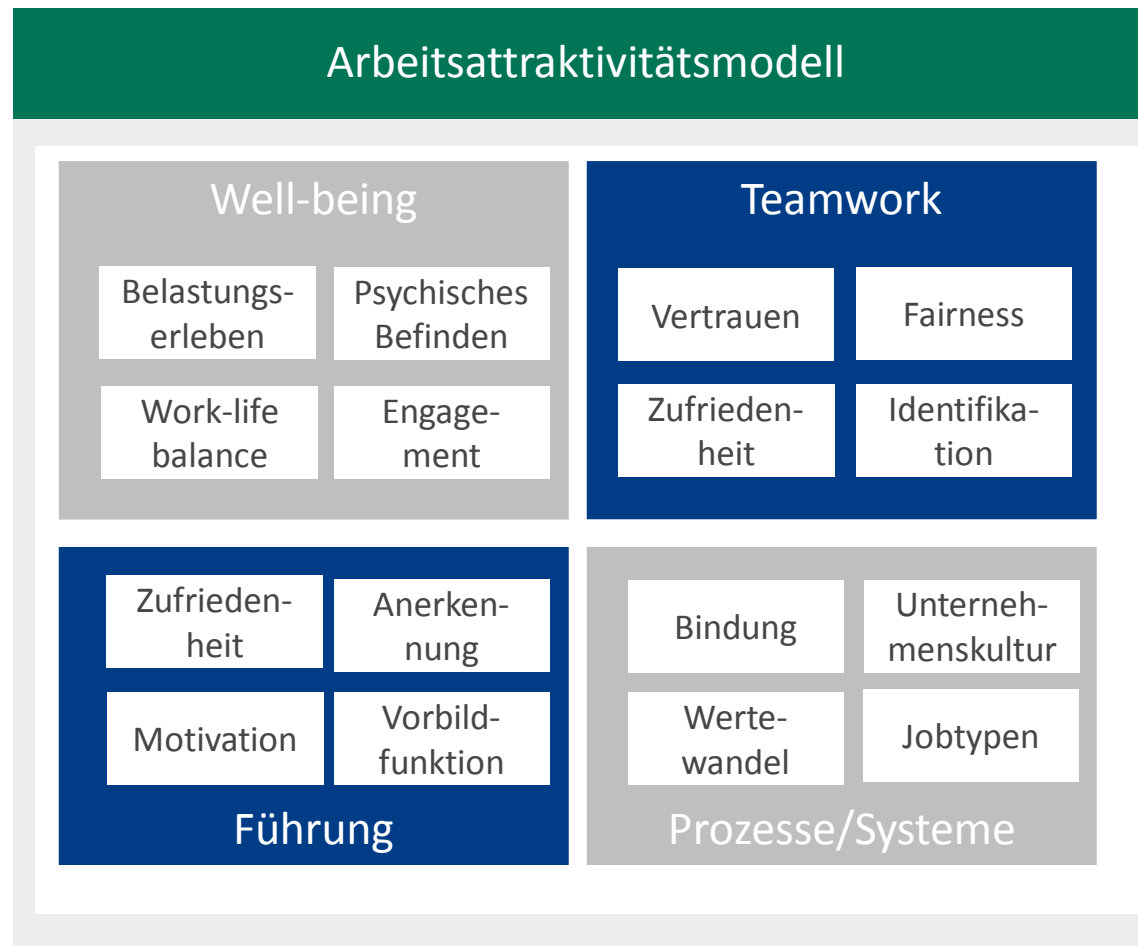 Arbeitsattraktivitätsmodell
Well-being
Belastungs-
erleben
Psychisches
Befinden
Work-life
balance
Engage-
ment
Teamwork
Vertrauen
Fairness
Zufrieden-
heit
Identifika-
tion
Zufrieden-
heit
Anerken-
nung
Motivation
Vorbild-
funktion
Führung
Bindung
Unterneh-
menskultur
Werte-
wandel
Jobtypen
Prozesse/Systeme